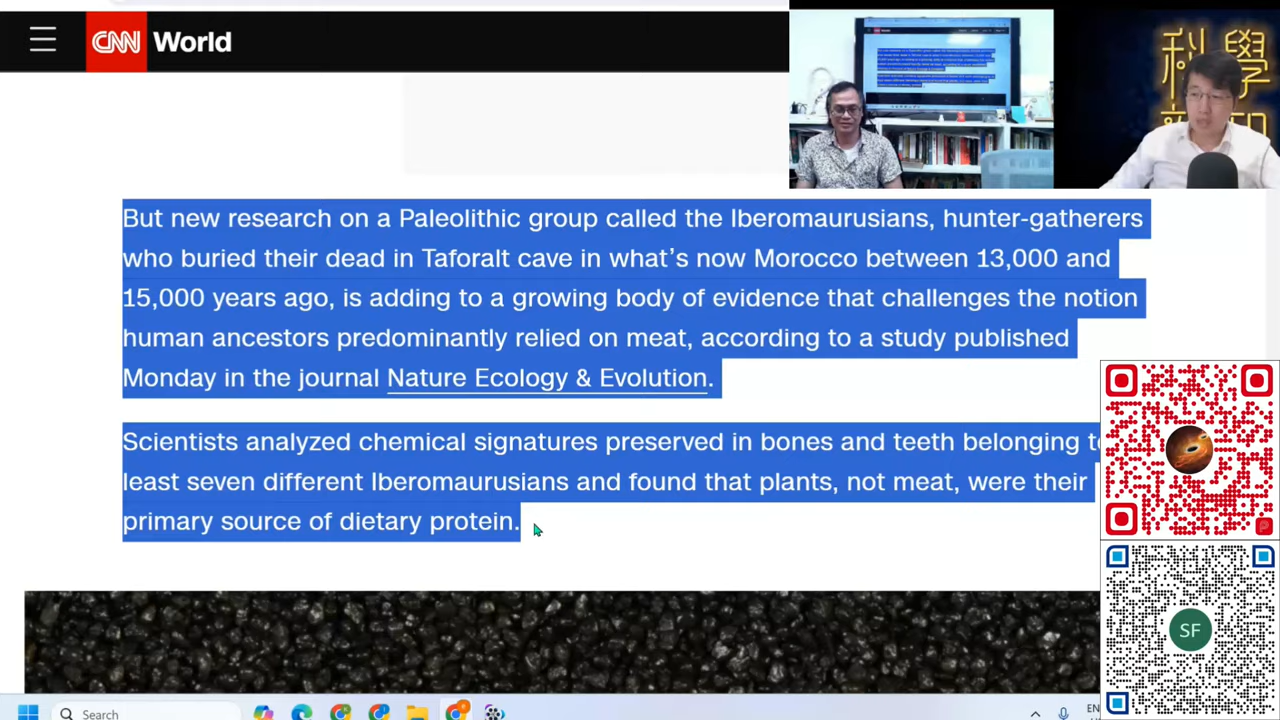 CNN World
科學
But new research on a Paleolithic group called the Iberomaurusians, hunter-gatherers
who buried their dead in Taforalt cave in what's now Morocco between 13,000 and
15,000 years ago, is adding to a growing body of evidence that challenges the notion
human ancestors predominantly relied on meat, according to a study published
Monday in the journal Nature Ecology & Evolution.
Scientists analyzed chemical signatures preserved in bones and teeth belonging
least seven different Iberomaurusians and found that plants, not meat, were their
primary source of dietary protein.
SF
Search
EN